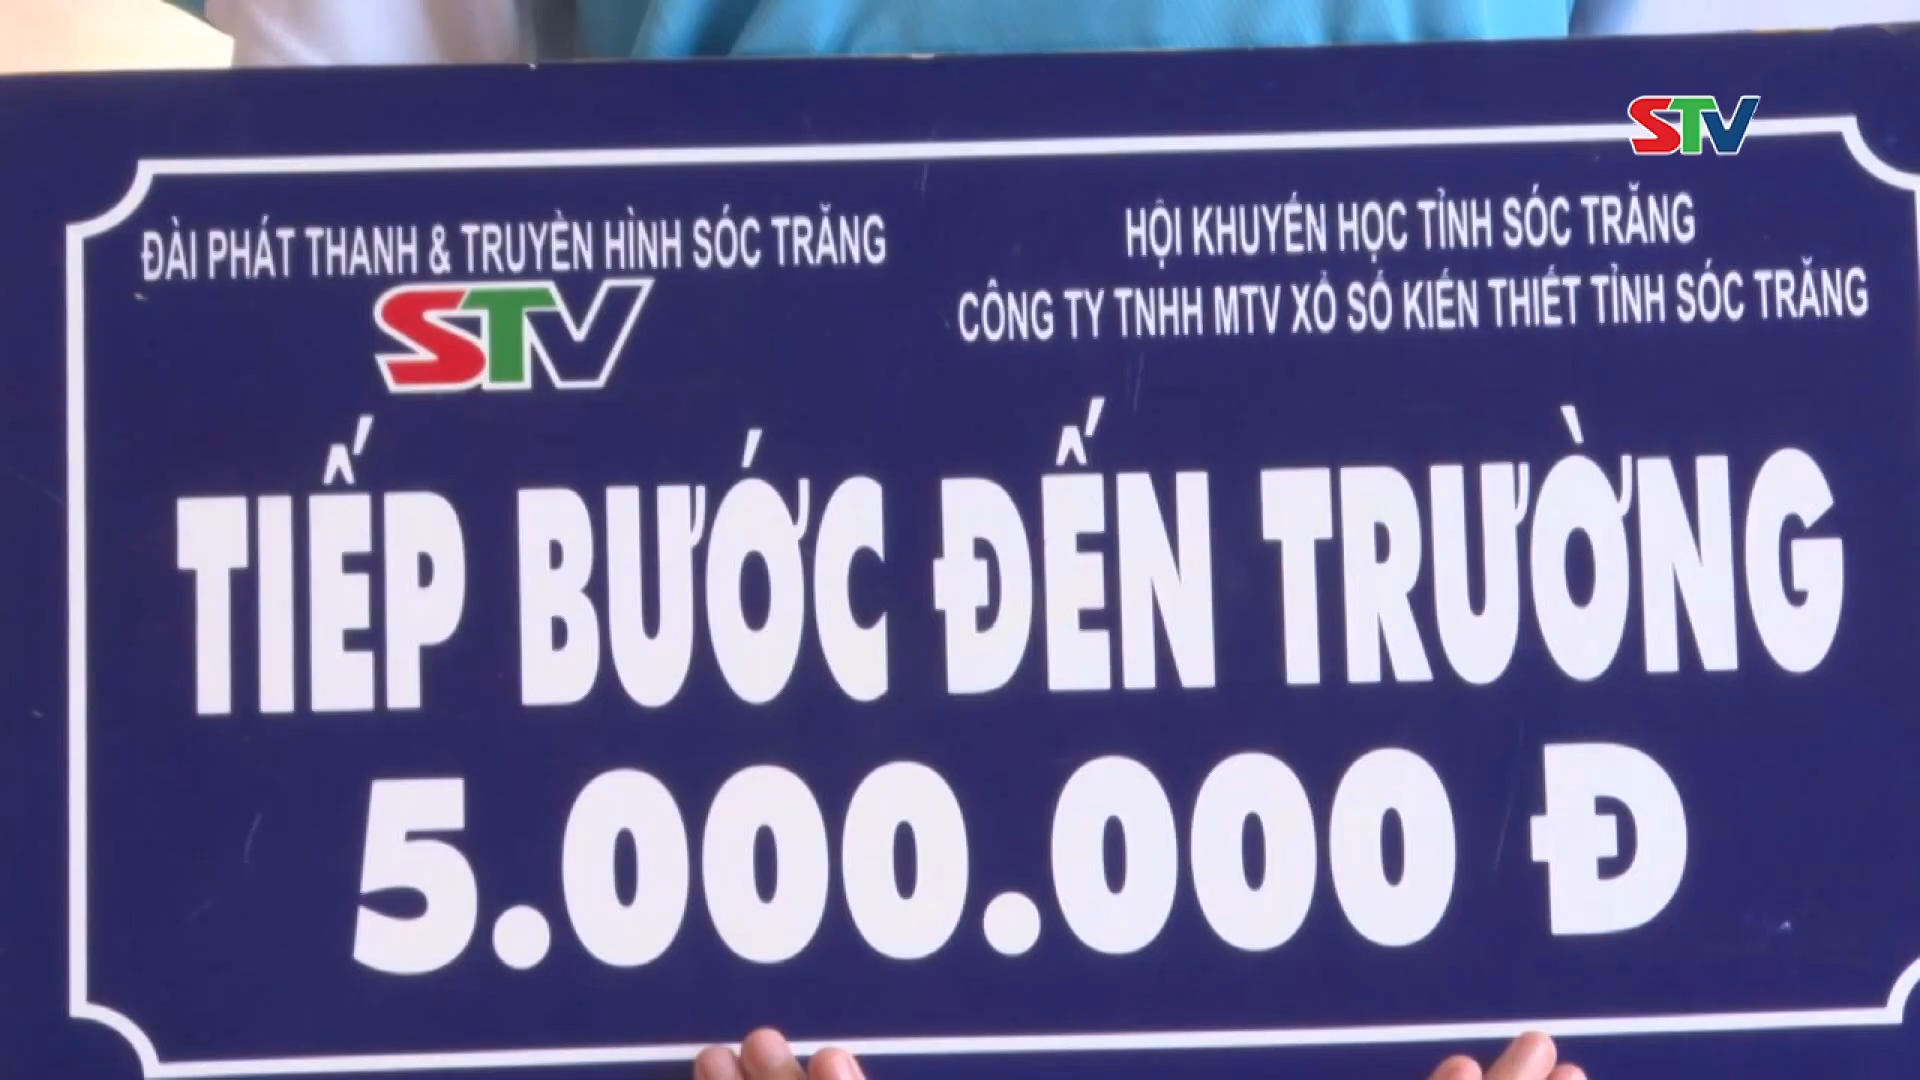 STV
ĐÀI PHÁT THANH & TRUYỀN HÌNH SÓC TRĂNG
STV
HỘI KHUYẾN HỌC TỈNH SÓC TRĂNG
CÔNG TY TNHH MTV XỔ SỐ KIẾN THIẾT TỈNH SÓC TRĂNG
TIẾP BƯỚC ĐẾN TRƯỜNG
5.000.000 Đ